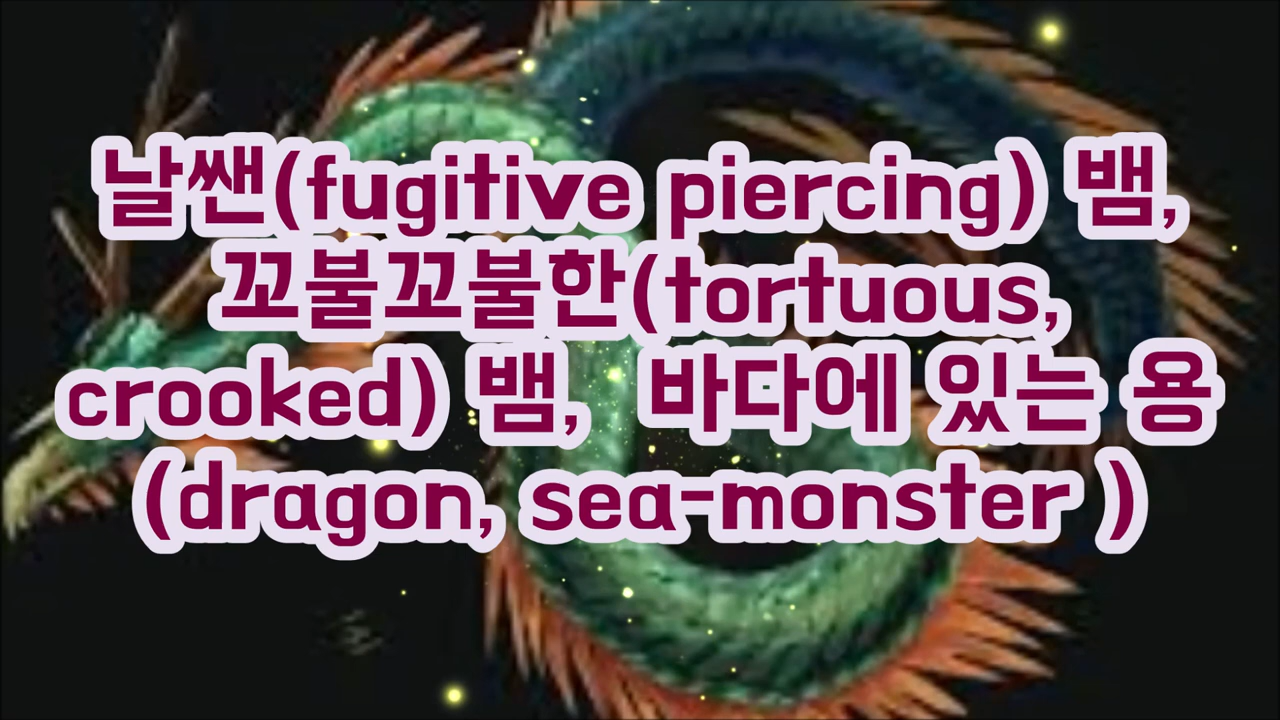 날쌘(fugitive piercing) 뱀,
꼬불꼬불한(tortuous,
crooked) 뱀,  바다에 있는 용
(dragon, sea-monster )